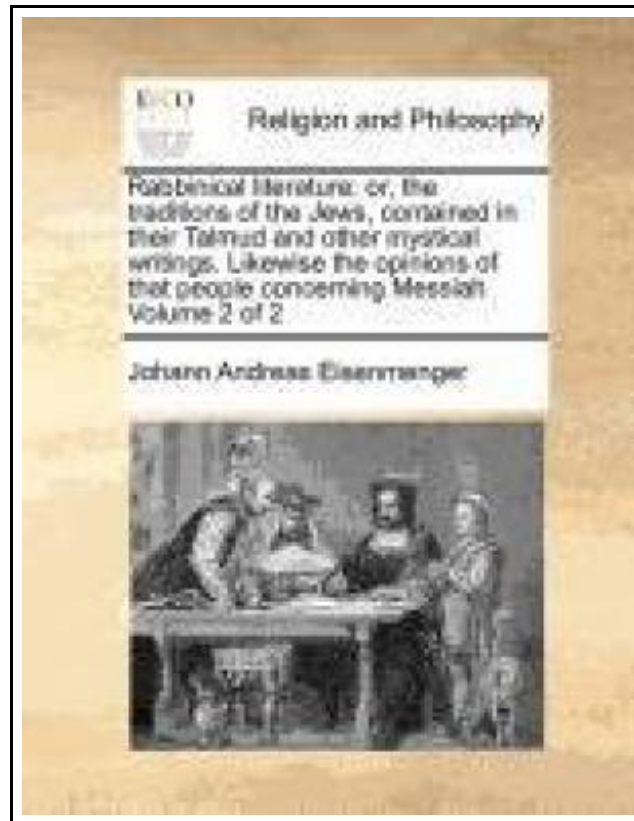 ECCO
Religion and Philosophy
Rabbinical literature: or, the
traditions of the Jews, contained in
their Talmud and other mystical
writings. Likewise the opinions of
that people concerning Messiah
Volume 2 of 2
Johann Andreas Eisenmenger